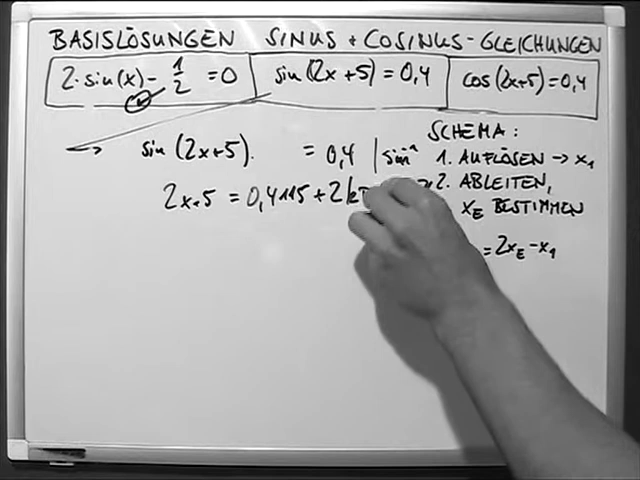 BASISLÖSUNGEN SINUS + COSINUS-GLEICHUNGEN
2·sin(x) - 1/2 = 0
sin(2x+5) = 0,4
cos(2x+5) = 0,4
sin(2x+5). = 0,4 | sin⁻¹
2x+5 = 0,4115 + 2k
SCHEMA:
1. AUFLÖSEN → x₁
2. ABLEITEN,
x_E BESTIMMEN
= 2x_E - x₁